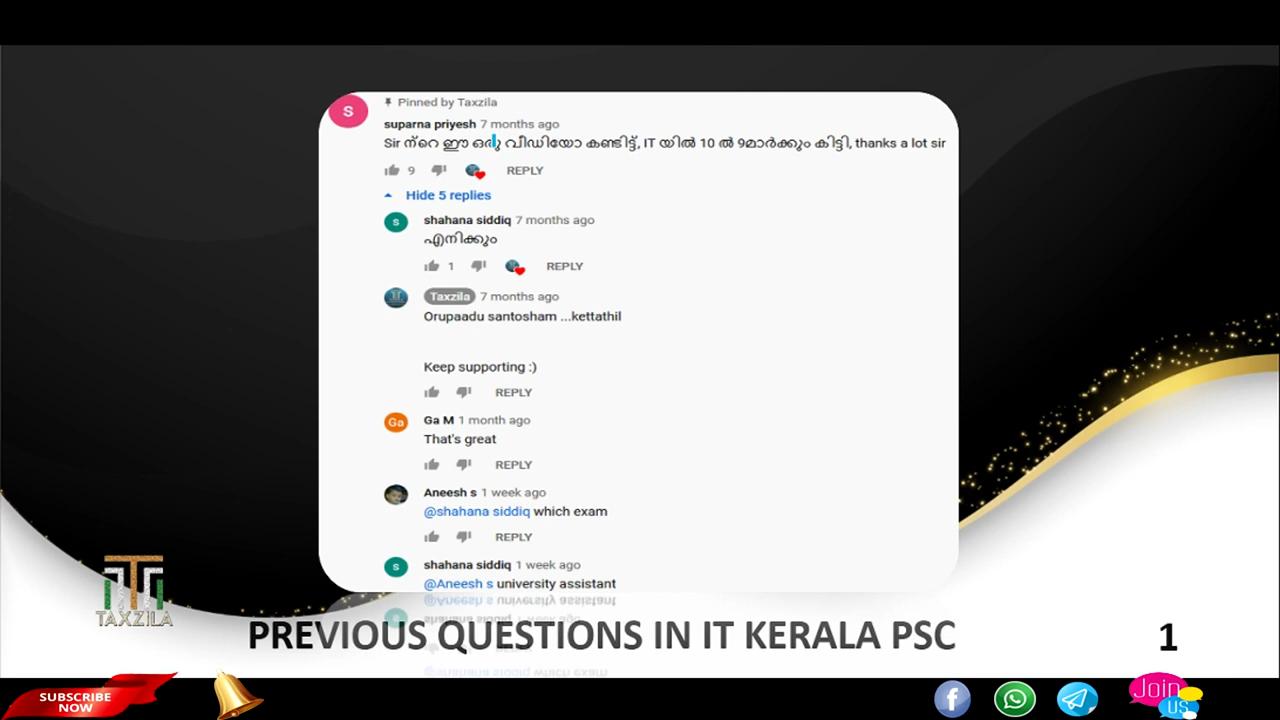 S
Pinned by Taxzila
suparna priyesh 7 months ago
Sir ന്റെ ഈ ഒരു വീഡിയോ കണ്ടിട്ട്, IT യിൽ 10 ൽ 9മാർക്കും കിട്ടി, thanks a lot sir
9 REPLY
Hide 5 replies
S shahana siddiq 7 months ago
എനിക്കും
1 REPLY
Taxzila 7 months ago
Orupaadu santosham ...kettathil
Keep supporting :)
REPLY
Ga Ga M 1 month ago
That's great
REPLY
Aneesh s 1 week ago
@shahana siddiq which exam
REPLY
S shahana siddiq 1 week ago
@Aneesh s university assistant
TAXZILA
PREVIOUS QUESTIONS IN IT KERALA PSC 1
SUBSCRIBE
NOW
Join
US